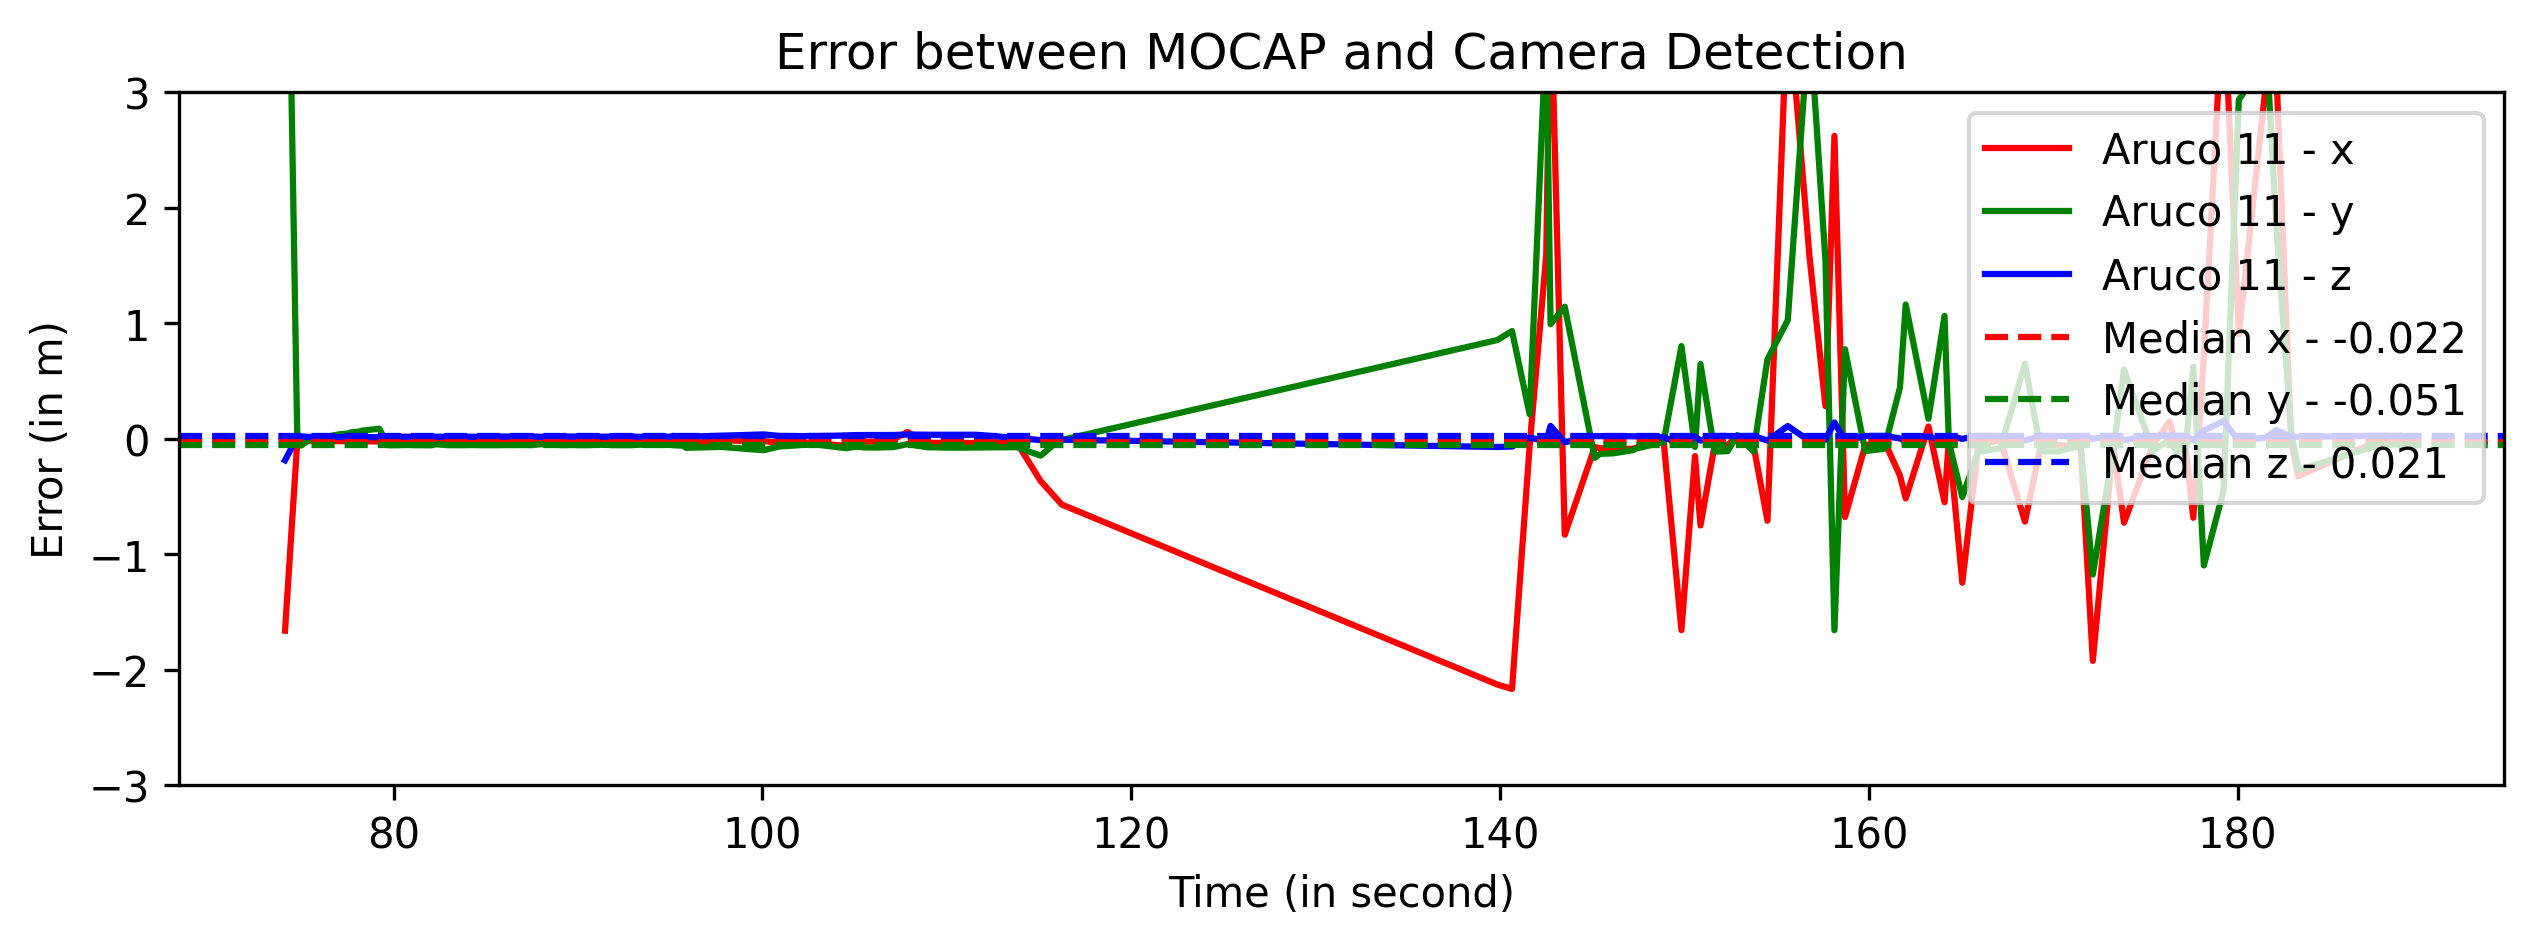 Error between MOCAP and Camera Detection
3
2
1
0
−1
−2
−3
Error (in m)
Aruco 11 - x
Aruco 11 - y
Aruco 11 - z
Median x - -0.022
Median y - -0.051
Median z - 0.021
80
100
120
140
160
180
Time (in second)